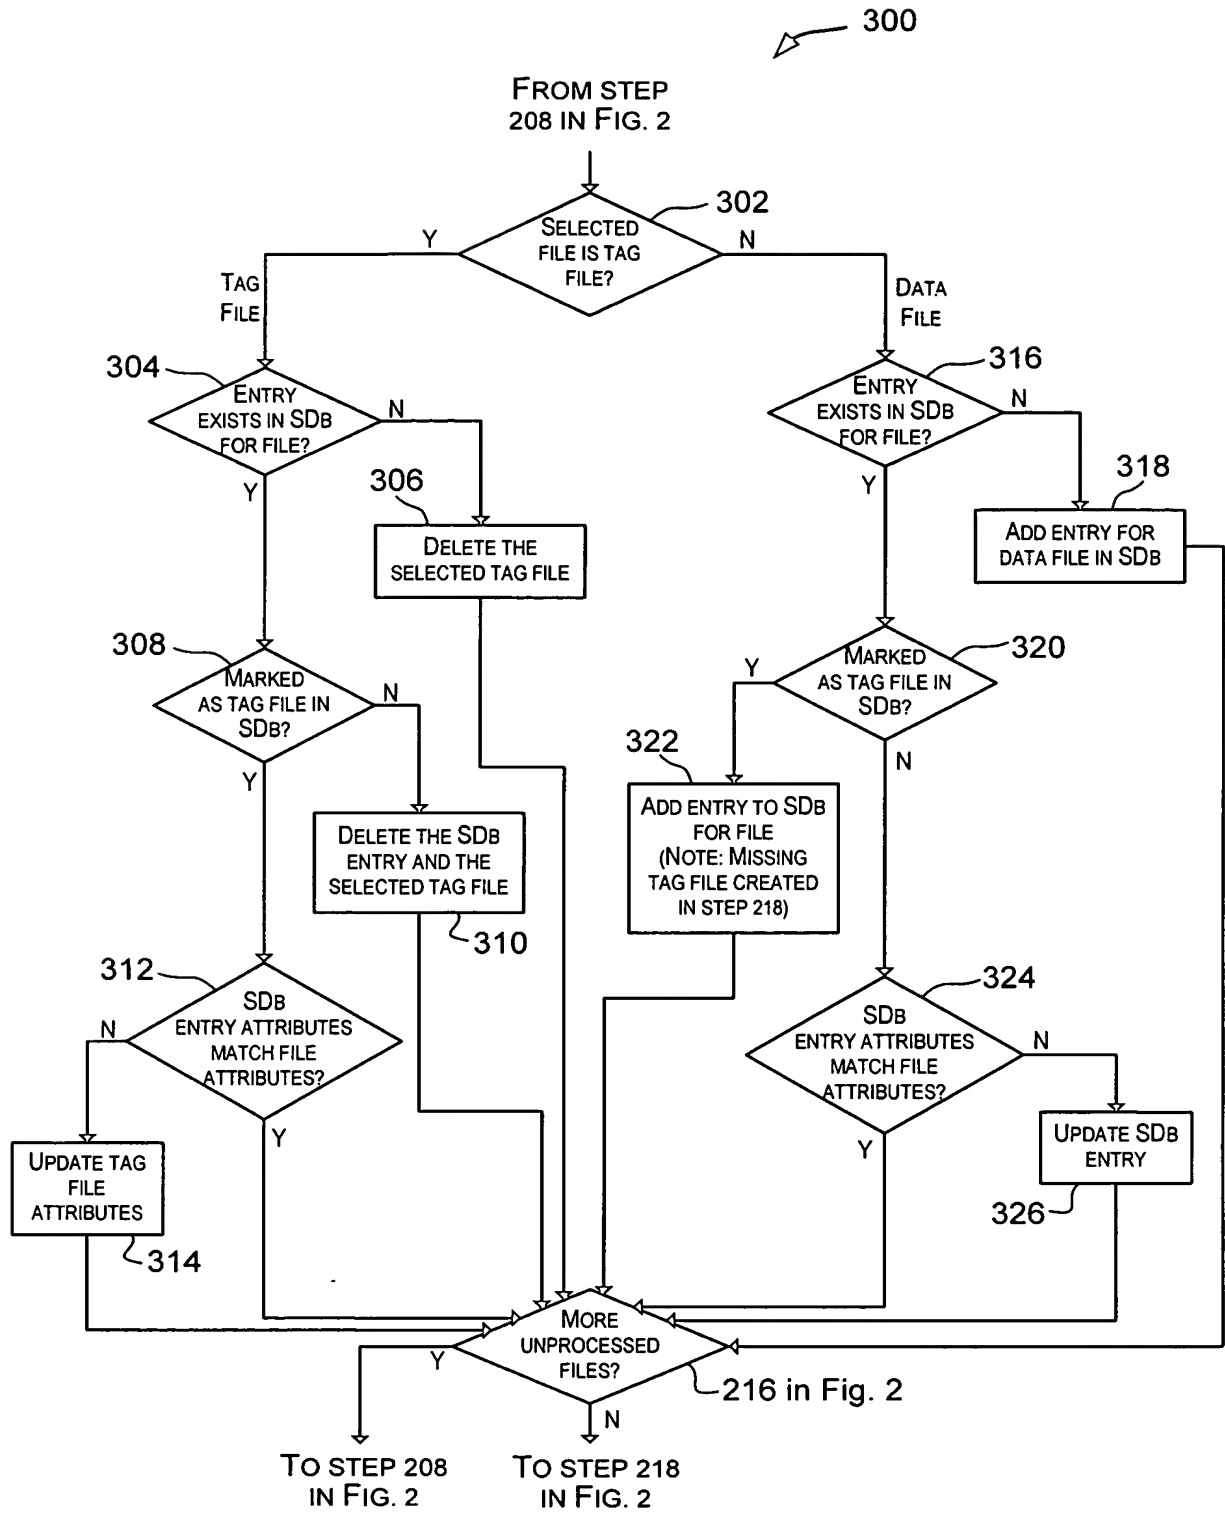 300
FROM STEP
208 IN FIG. 2
302
SELECTED
FILE IS TAG
FILE?
Y
N
TAG
FILE
DATA
FILE
304
ENTRY
EXISTS IN SDB
FOR FILE?
N
Y
316
ENTRY
EXISTS IN SDB
FOR FILE?
N
Y
306
DELETE THE
SELECTED TAG FILE
318
ADD ENTRY FOR
DATA FILE IN SDB
308
MARKED
AS TAG FILE IN
SDB?
N
Y
320
MARKED
AS TAG FILE IN
SDB?
Y
N
322
ADD ENTRY TO SDB
FOR FILE
(NOTE: MISSING
TAG FILE CREATED
IN STEP 218)
DELETE THE SDB
ENTRY AND THE
SELECTED TAG FILE
310
312
SDB
ENTRY ATTRIBUTES
MATCH FILE
ATTRIBUTES?
N
Y
324
SDB
ENTRY ATTRIBUTES
MATCH FILE
ATTRIBUTES?
N
Y
UPDATE TAG
FILE
ATTRIBUTES
314
UPDATE SDB
ENTRY
326
MORE
UNPROCESSED
FILES?
Y
N
216 in Fig. 2
TO STEP 208
IN FIG. 2
TO STEP 218
IN FIG. 2